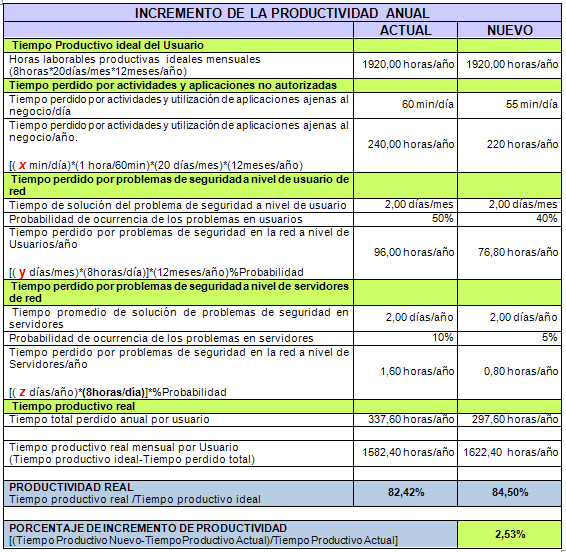 INCREMENTO DE LA PRODUCTIVIDAD ANUAL
ACTUAL NUEVO
Tiempo Productivo ideal del Usuario
Horas laborables productivas ideales mensuales
(8horas*20días/mes*12meses/año) 1920,00 horas/año 1920,00 horas/año
Tiempo perdido por actividades y aplicaciones no autorizadas
Tiempo perdido por actividades y utilización de aplicaciones ajenas al
negocio/día 60 min/día 55 min/día
Tiempo perdido por actividades y utilización de aplicaciones ajenas al
negocio/año.
240,00 horas/año 220 horas/año
[( x min/día)*(1 hora/60min)*(20 días/mes)*(12meses/año)
Tiempo perdido por problemas de seguridad a nivel de usuario de
red
Tiempo de solución del problema de seguridad a nivel de usuario 2,00 días/mes 2,00 días/mes
Probabilidad de ocurrencia de los problemas en usuarios 50% 40%
Tiempo perdido por problemas de seguridad en la red a nivel de
Usuarios/año
96,00 horas/año 76,80 horas/año
[( y días/mes)*(8horas/día)]*(12meses/año)%Probabilidad
Tiempo perdido por problemas de seguridad a nivel de servidores
de red
Tiempo promedio de solución de problemas de seguridad en
servidores 2,00 días/año 2,00 días/año
Probabilidad de ocurrencia de los problemas en servidores 10% 5%
Tiempo perdido por problemas de seguridad en la red a nivel de
Servidores/año
1,60 horas/año 0,80 horas/año
[( z días/año)*(8horas/día)]*%Probabilidad
Tiempo productivo real
Tiempo total perdido anual por usuario 337,60 horas/año 297,60 horas/año
Tiempo productivo real mensual por Usuario
(Tiempo productivo ideal-Tiempo perdido total) 1582,40 horas/año 1622,40 horas/año
PRODUCTIVIDAD REAL
Tiempo productivo real /Tiempo productivo ideal 82,42% 84,50%
PORCENTAJE DE INCREMENTO DE PRODUCTIVIDAD
[(Tiempo Productivo Nuevo-TiempoProductivo Actual)/Tiempo Productivo Actual] 2,53%